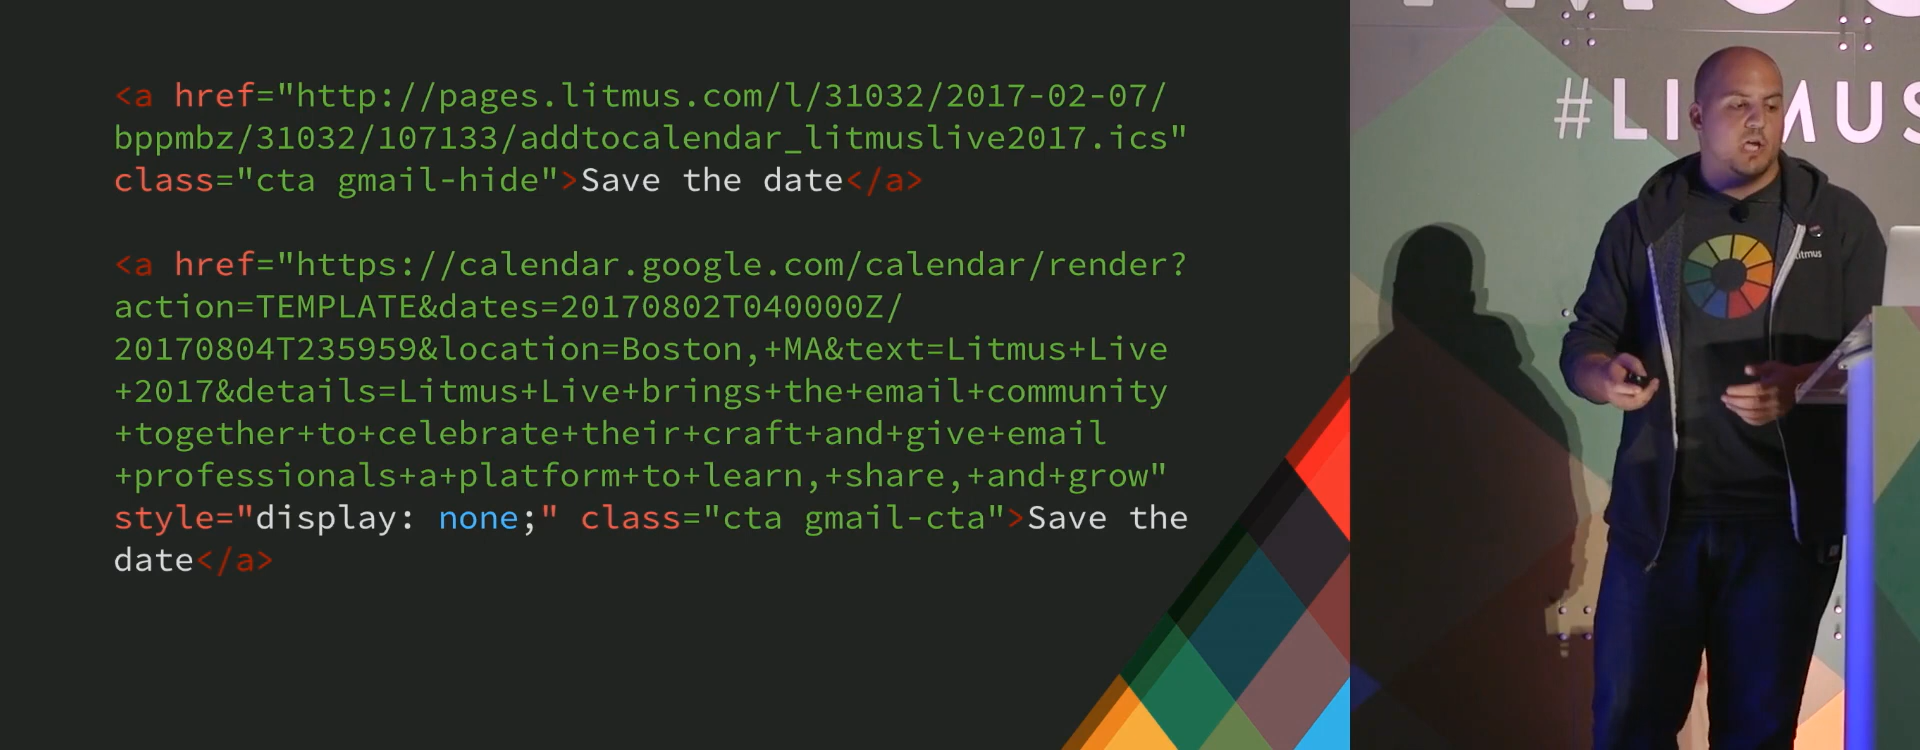 <a href="http://pages.litmus.com/l/31032/2017-02-07/
bppmbz/31032/107133/addtocalendar_litmuslive2017.ics"
class="cta gmail-hide">Save the date</a>
<a href="https://calendar.google.com/calendar/render?
action=TEMPLATE&dates=20170802T040000Z/
20170804T235959&location=Boston,+MA&text=Litmus+Live
+2017&details=Litmus+Live+brings+the+email+community
+together+to+celebrate+their+craft+and+give+email
+professionals+a+platform+to+learn,+share,+and+grow"
style="display: none;" class="cta gmail-cta">Save the
date</a>
#LITMUS
Litmus